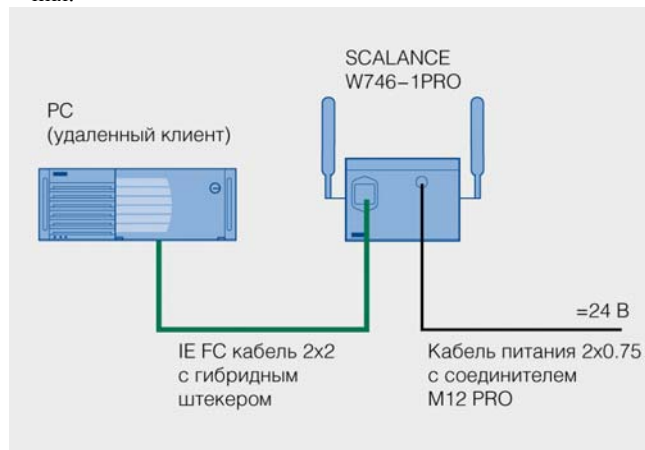 SCALANCE
W746–1PRO
PC
(удаленный клиент)
=24 В
IE FC кабель 2x2
с гибридным
штекером
Кабель питания 2x0.75
с соединителем
M12 PRO